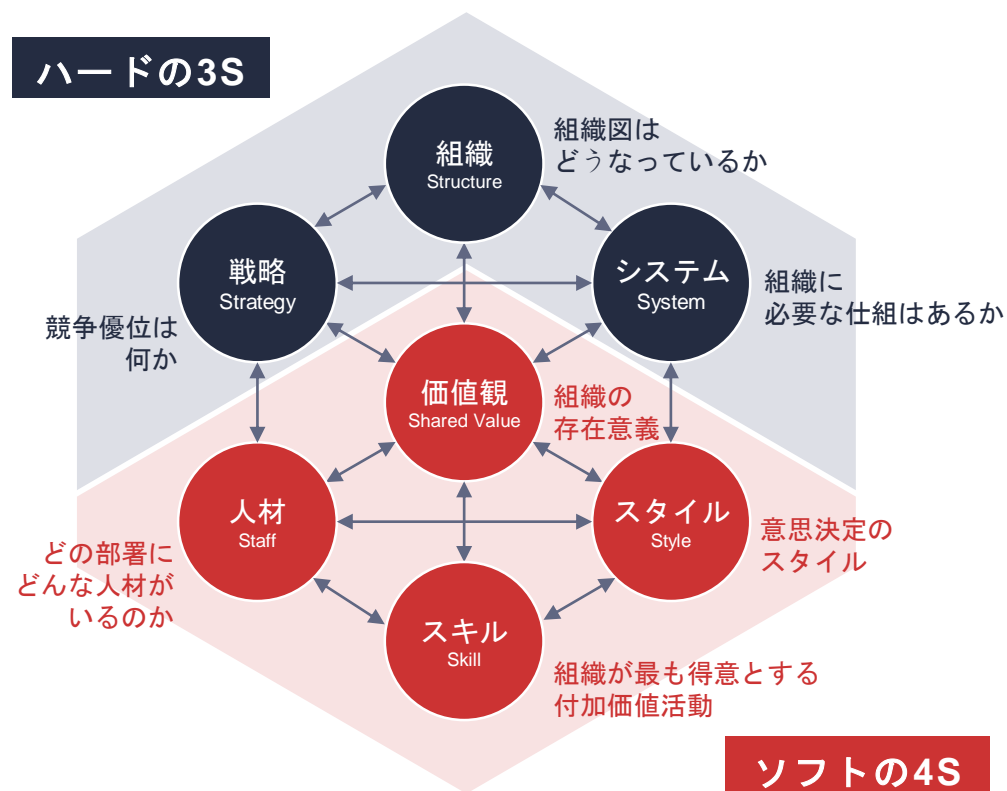 ハードの3S
組織
Structure
組織図は
どうなっているか
戦略
Strategy
競争優位は
何か
システム
System
組織に
必要な仕組はあるか
価値観
Shared Value
組織の
存在意義
人材
Staff
どの部署に
どんな人材が
いるのか
スタイル
Style
意思決定の
スタイル
スキル
Skill
組織が最も得意とする
付加価値活動
ソフトの4S